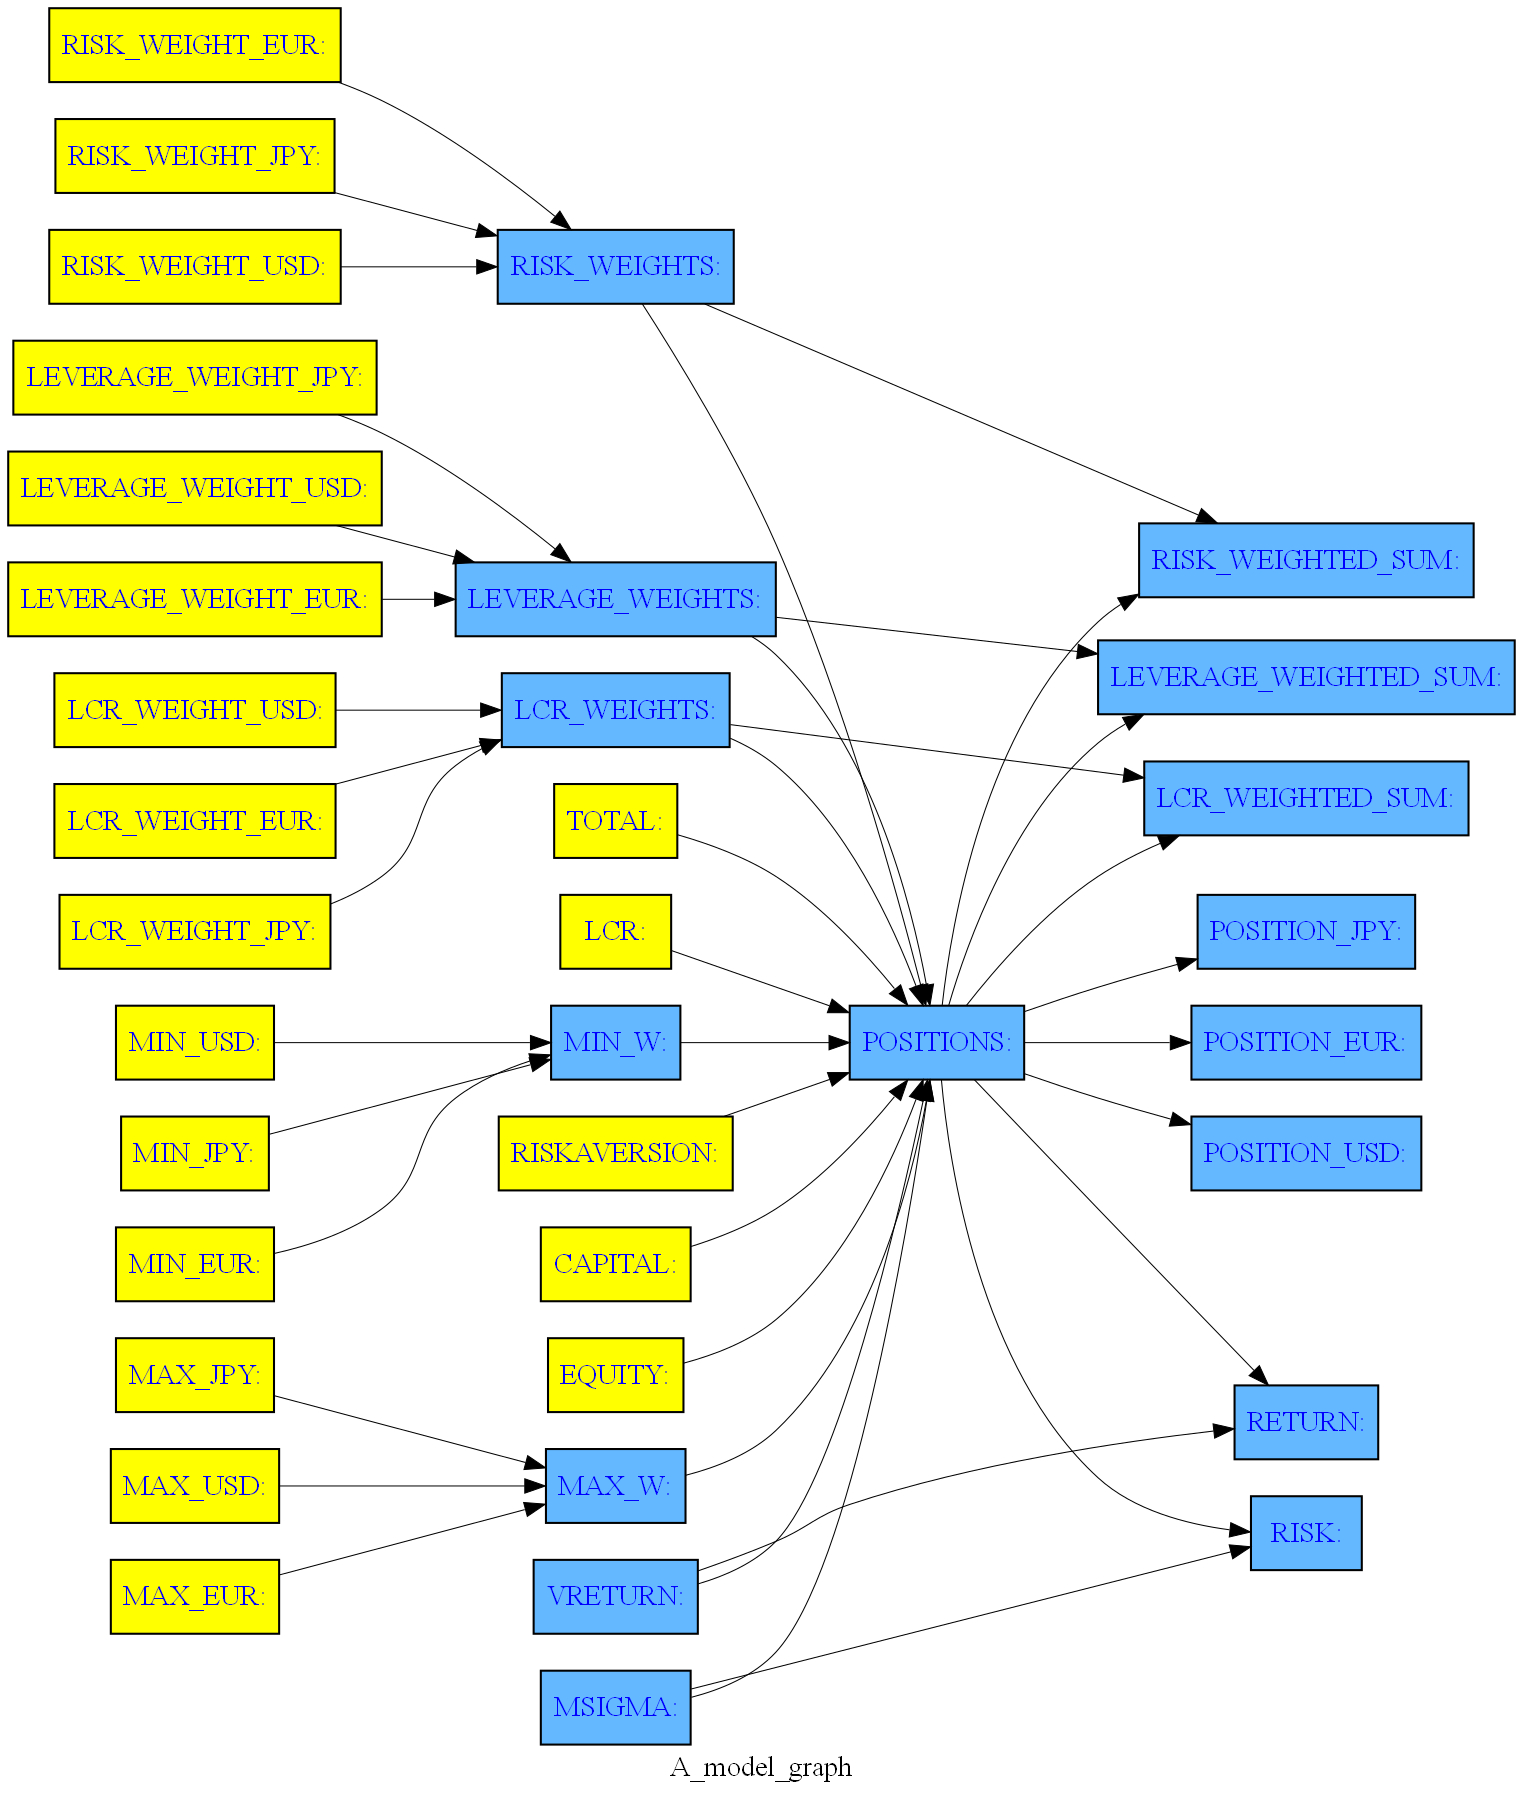 RISK_WEIGHT_EUR:
RISK_WEIGHT_JPY:
RISK_WEIGHT_USD:
LEVERAGE_WEIGHT_JPY:
LEVERAGE_WEIGHT_USD:
LEVERAGE_WEIGHT_EUR:
LCR_WEIGHT_USD:
LCR_WEIGHT_EUR:
LCR_WEIGHT_JPY:
MIN_USD:
MIN_JPY:
MIN_EUR:
MAX_JPY:
MAX_USD:
MAX_EUR:
RISK_WEIGHTS:
LEVERAGE_WEIGHTS:
LCR_WEIGHTS:
TOTAL:
LCR:
MIN_W:
RISKAVERSION:
CAPITAL:
EQUITY:
MAX_W:
VRETURN:
MSIGMA:
POSITIONS:
RISK_WEIGHTED_SUM:
LEVERAGE_WEIGHTED_SUM:
LCR_WEIGHTED_SUM:
POSITION_JPY:
POSITION_EUR:
POSITION_USD:
RETURN:
RISK:
A_model_graph